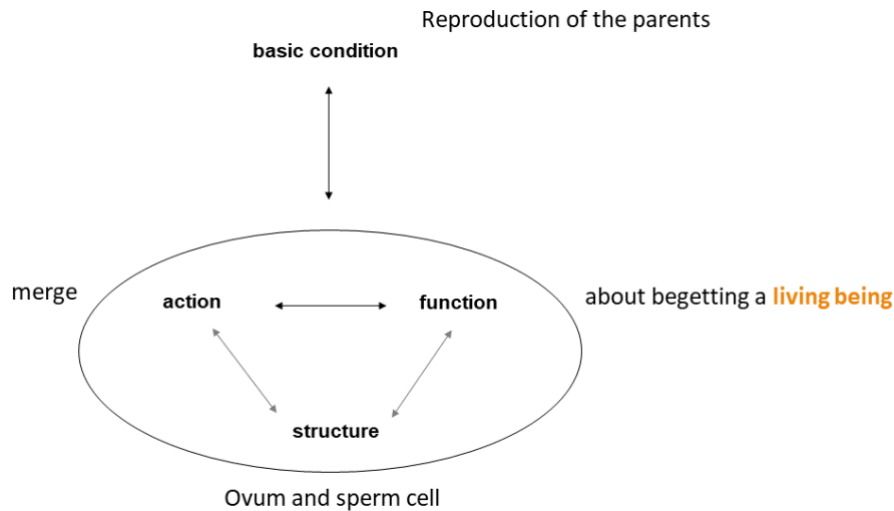 Reproduction of the parents
basic condition
merge
action
function
about begetting a living being
structure
Ovum and sperm cell